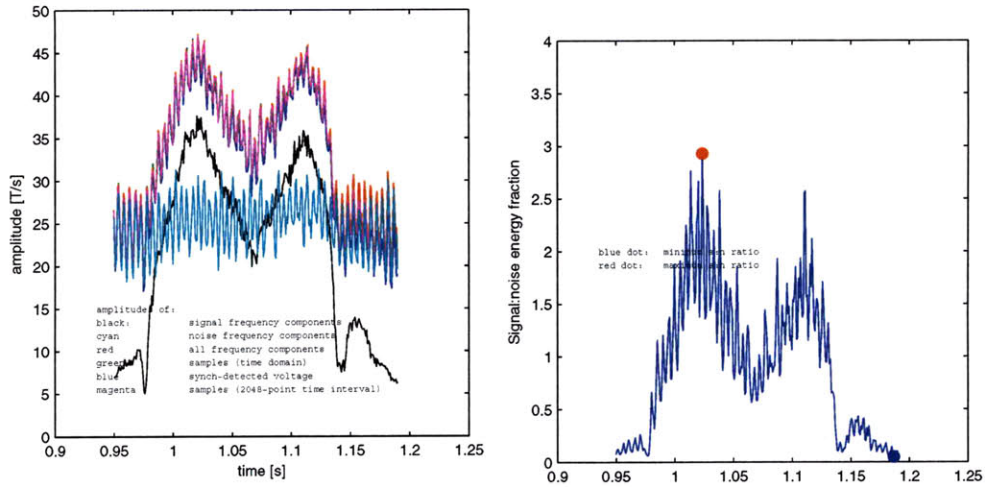 50
45
40
35
30
25
20
15
10
5
0
amplitude [T/s]
amplitudes of:
black: signal frequency components
cyan noise frequency components
red all frequency components
green samples (time domain)
blue synch-detected voltage
magenta samples (2048-point time interval)
0.9 0.95 1 1.05 1.1 1.15 1.2 1.25
time [s]
4
3.5
3
2.5
2
1.5
1
0.5
0
Signal:noise energy fraction
blue dot: minimum s:n ratio
red dot: maximum s:n ratio
0.9 0.95 1 1.05 1.1 1.15 1.2 1.25